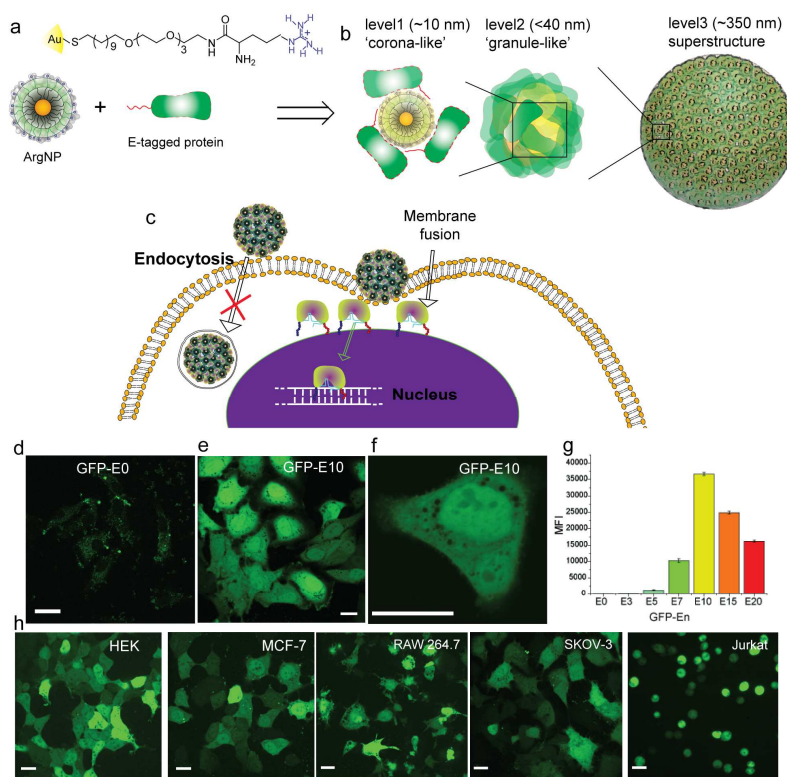 a
Au
S
9
O
O
3
H
N
O
NH2
N
H
NH2
+
NH2
+
ArgNP
E-tagged protein
b
level1 (~10 nm)
'corona-like'
level2 (<40 nm)
'granule-like'
level3 (~350 nm)
superstructure
c
Endocytosis
Membrane
fusion
Nucleus
d
GFP-E0
e
GFP-E10
f
GFP-E10
g
MFI
40000
35000
30000
25000
20000
15000
10000
5000
0
E0 E3 E5 E7 E10 E15 E20
GFP-En
h
HEK
MCF-7
RAW 264.7
SKOV-3
Jurkat